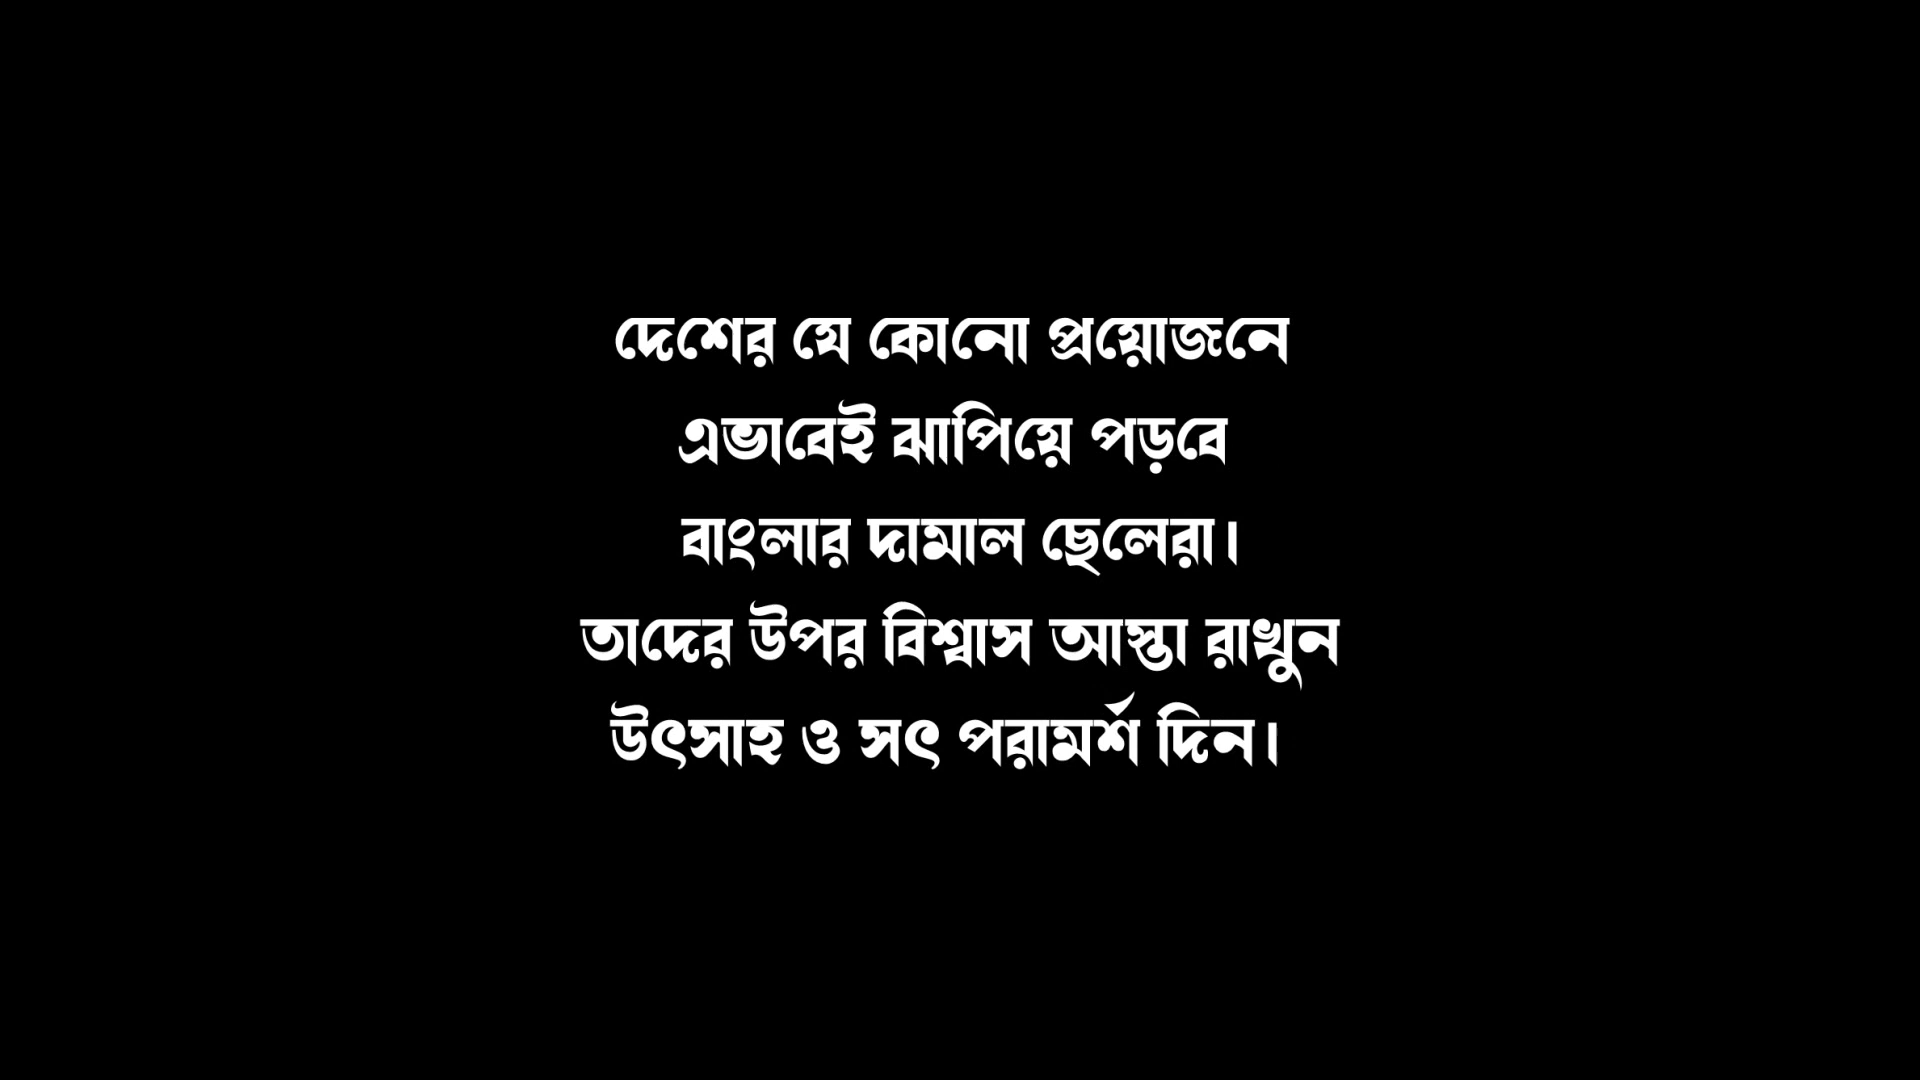 দেশের যে কোনো প্রয়োজনে
এভাবেই ঝাপিয়ে পড়বে
বাংলার দামাল ছেলেরা।
তাদের উপর বিশ্বাস আস্তা রাখুন
উৎসাহ ও সৎ পরামর্শ দিন।